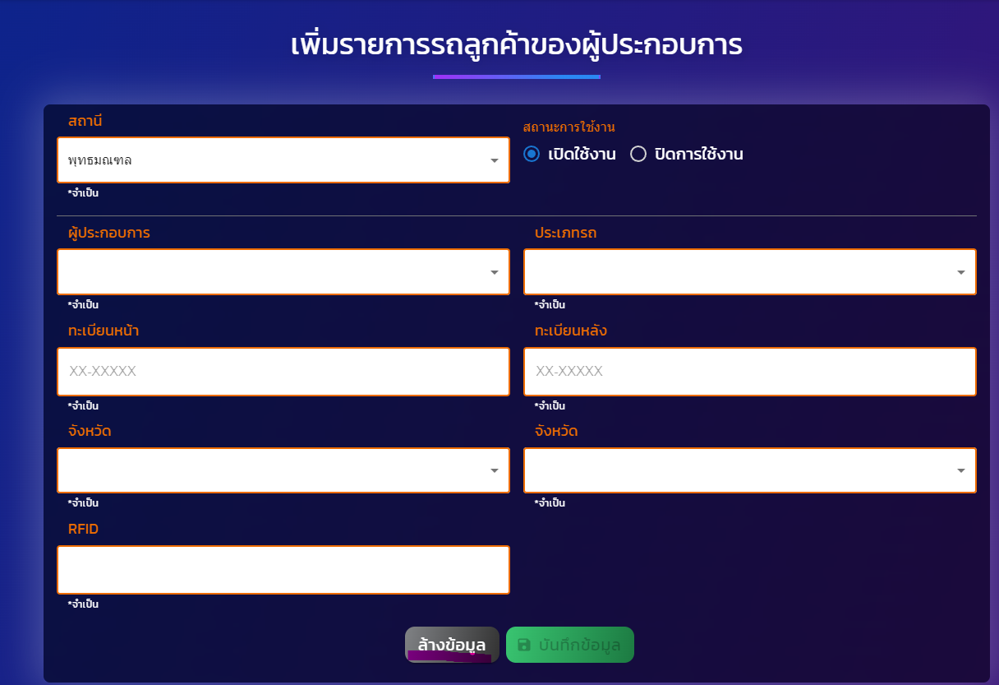 เพิ่มรายการรถลูกค้าของผู้ประกอบการ
สถานี
พุทธมณฑล
*จำเป็น
สถานะการใช้งาน
เปิดใช้งาน ปิดการใช้งาน
ผู้ประกอบการ ประเภทรถ
*จำเป็น *จำเป็น
ทะเบียนหน้า ทะเบียนหลัง
XX-XXXXX XX-XXXXX
*จำเป็น *จำเป็น
จังหวัด จังหวัด
*จำเป็น *จำเป็น
RFID
*จำเป็น
ล้างข้อมูล บันทึกข้อมูล